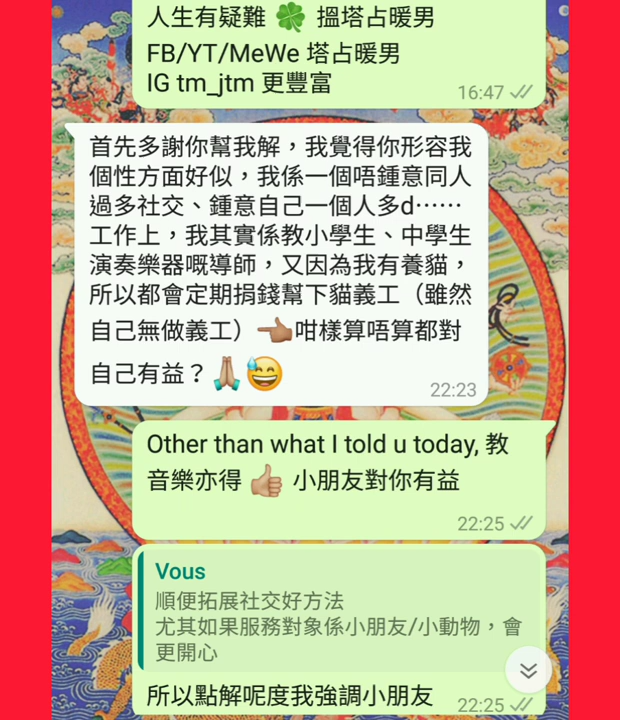 人生有疑難 🍀 搵塔占暖男
FB/YT/MeWe 塔占暖男
IG tm_jtm 更豐富
16:47
首先多謝你幫我解，我覺得你形容我
個性方面好似，我係一個唔鍾意同人
過多社交、鍾意自己一個人多d⋯⋯
工作上，我其實係教小學生、中學生
演奏樂器嘅導師，又因為我有養貓，
所以都會定期捐錢幫下貓義工（雖然
自己無做義工）👉🏽咁樣算唔算都對
自己有益？🙏🏽😅
22:23
Other than what I told u today, 教
音樂亦得 👍🏽 小朋友對你有益
22:25
Vous
順便拓展社交好方法
尤其如果服務對象係小朋友/小動物，會
更開心
所以點解呢度我強調小朋友
22:25